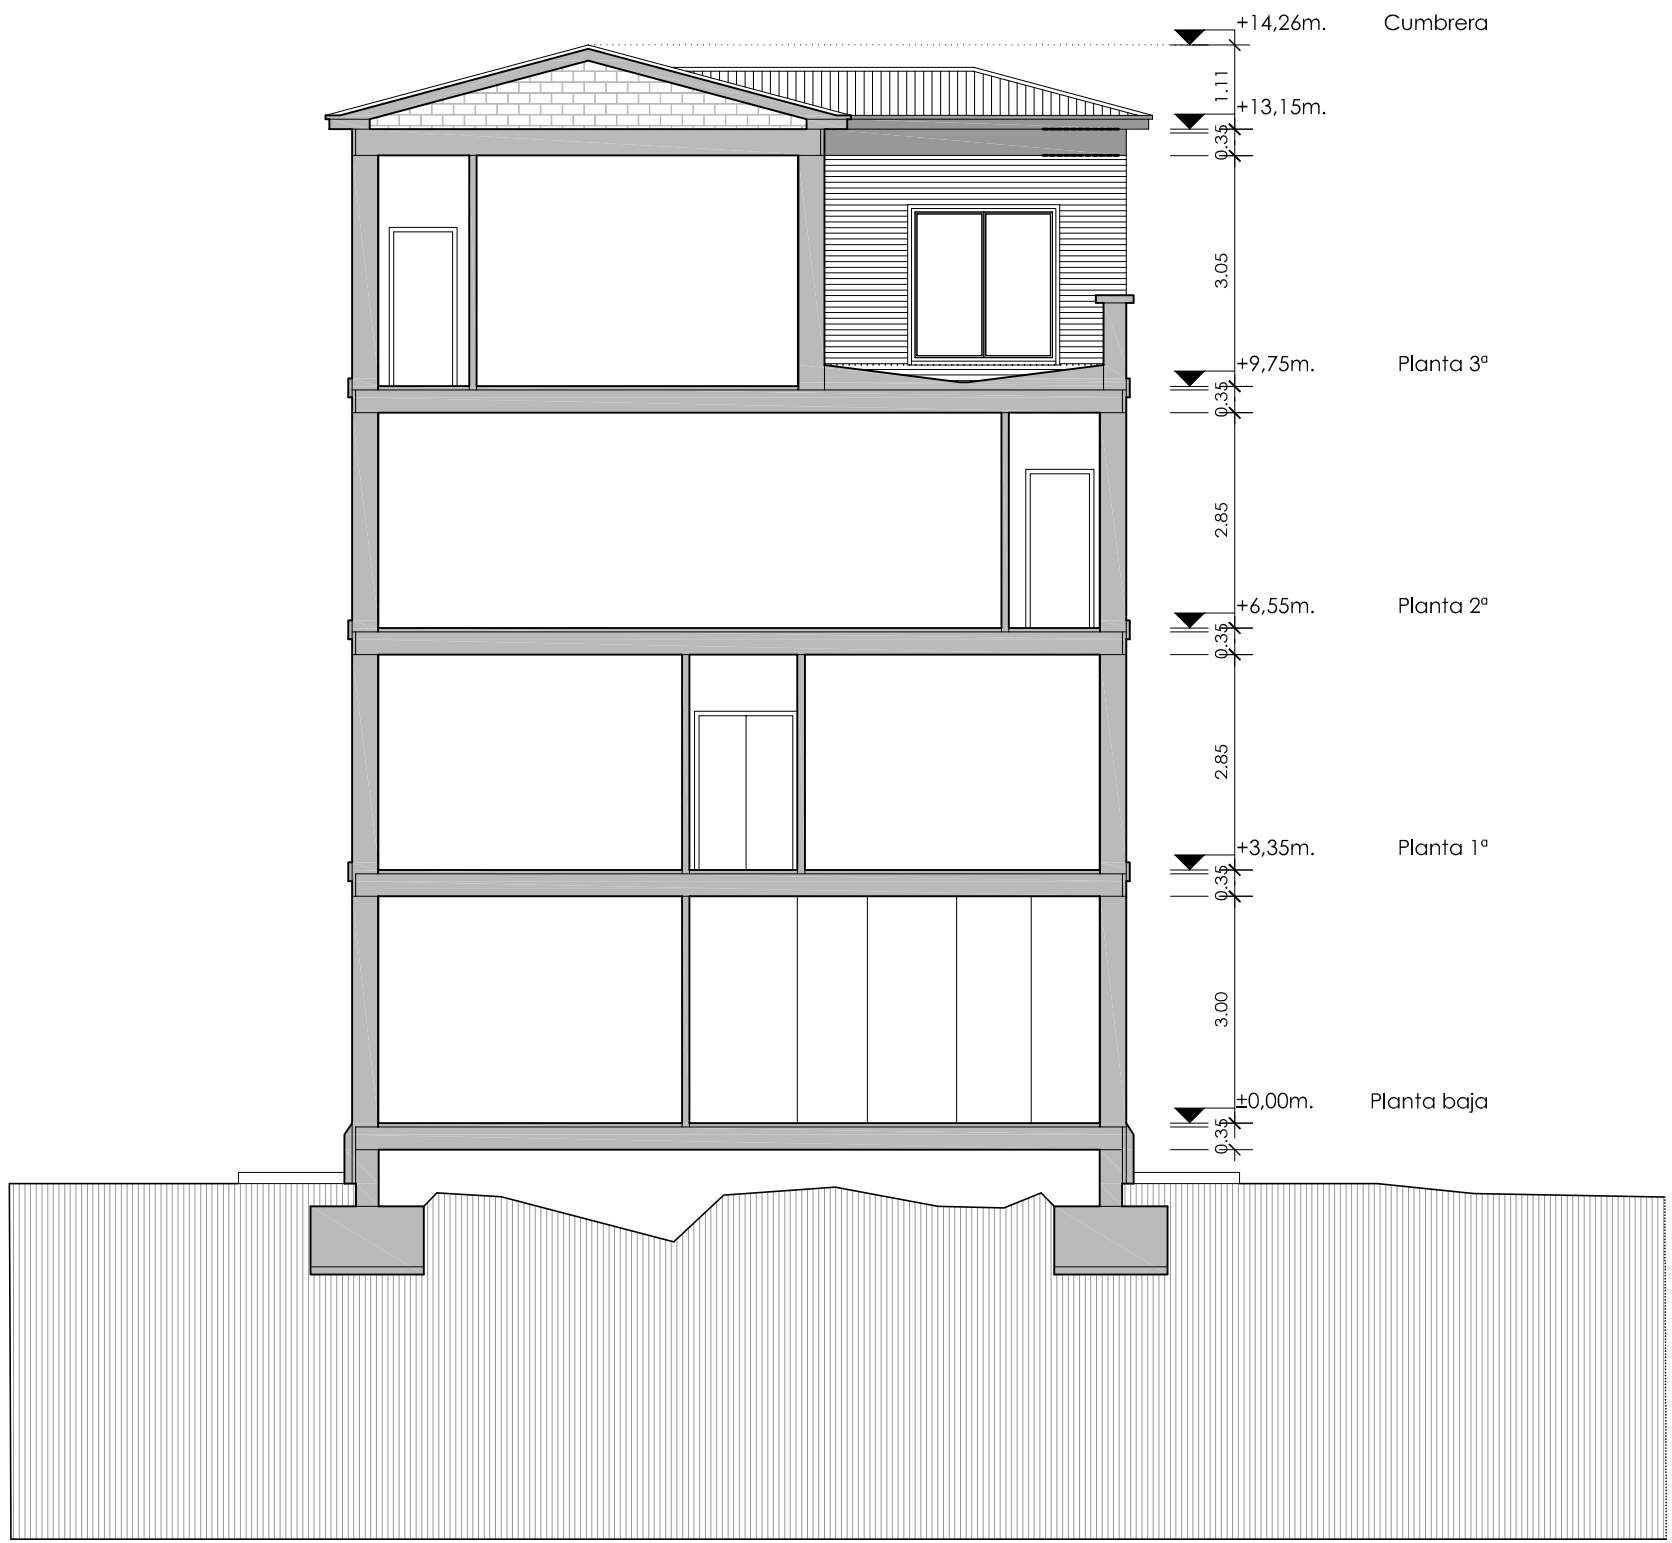 +14,26m. Cumbrera
1.11
+13,15m.
0.35
3.05
+9,75m. Planta 3ª
0.35
2.85
+6,55m. Planta 2ª
0.35
2.85
+3,35m. Planta 1ª
0.35
3.00
±0,00m. Planta baja
0.35